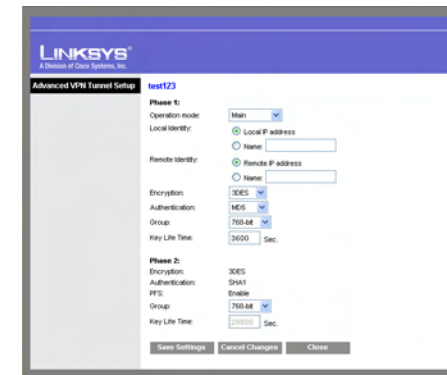 LINKSYS®
A Division of Cisco Systems, Inc.
Advanced VPN Tunnel Setup
test123
Phase 1:
Operation mode: Main
Local Identity: Local IP address
Name:
Remote Identity: Remote IP address
Name:
Encryption: 3DES
Authentication: MD5
Group: 768-bit
Key Life Time: 3600 Sec.
Phase 2:
Encryption: 3DES
Authentication: SHA1
PFS: Enable
Group: 768-bit
Key Life Time: 28800 Sec.
Save Settings Cancel Changes Close